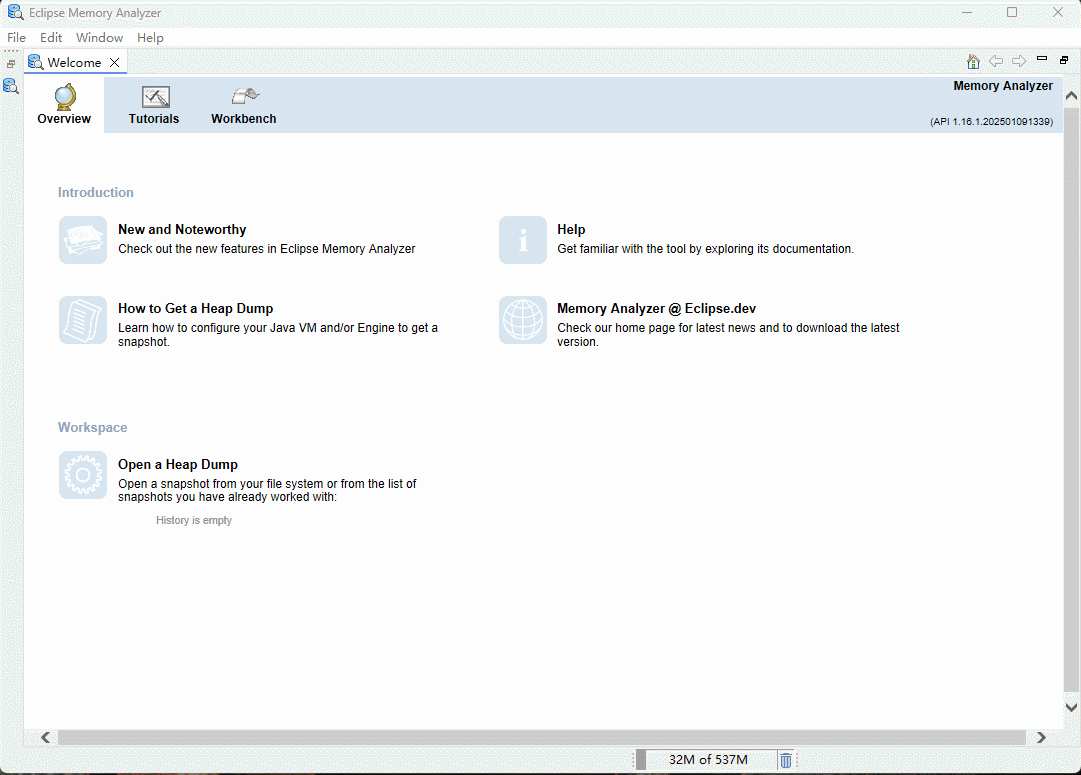 Eclipse Memory Analyzer
File Edit Window Help
Welcome
Overview
Tutorials
Workbench
Memory Analyzer
(API 1.16.1.202501091339)
Introduction
New and Noteworthy
Check out the new features in Eclipse Memory Analyzer
Help
Get familiar with the tool by exploring its documentation.
How to Get a Heap Dump
Learn how to configure your Java VM and/or Engine to get a
snapshot.
Memory Analyzer @ Eclipse.dev
Check our home page for latest news and to download the latest
version.
Workspace
Open a Heap Dump
Open a snapshot from your file system or from the list of
snapshots you have already worked with:
History is empty
32M of 537M